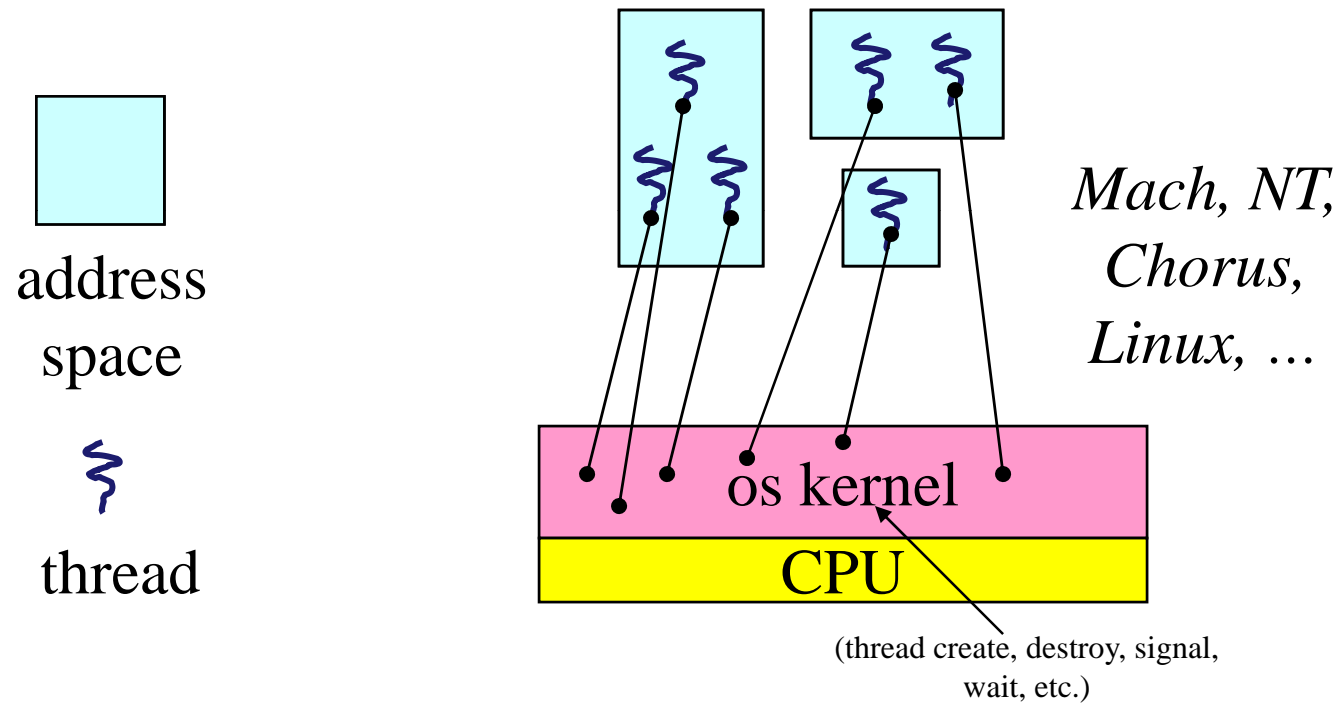 address
space
thread
Mach, NT,
Chorus,
Linux, …
os kernel
CPU
(thread create, destroy, signal,
wait, etc.)